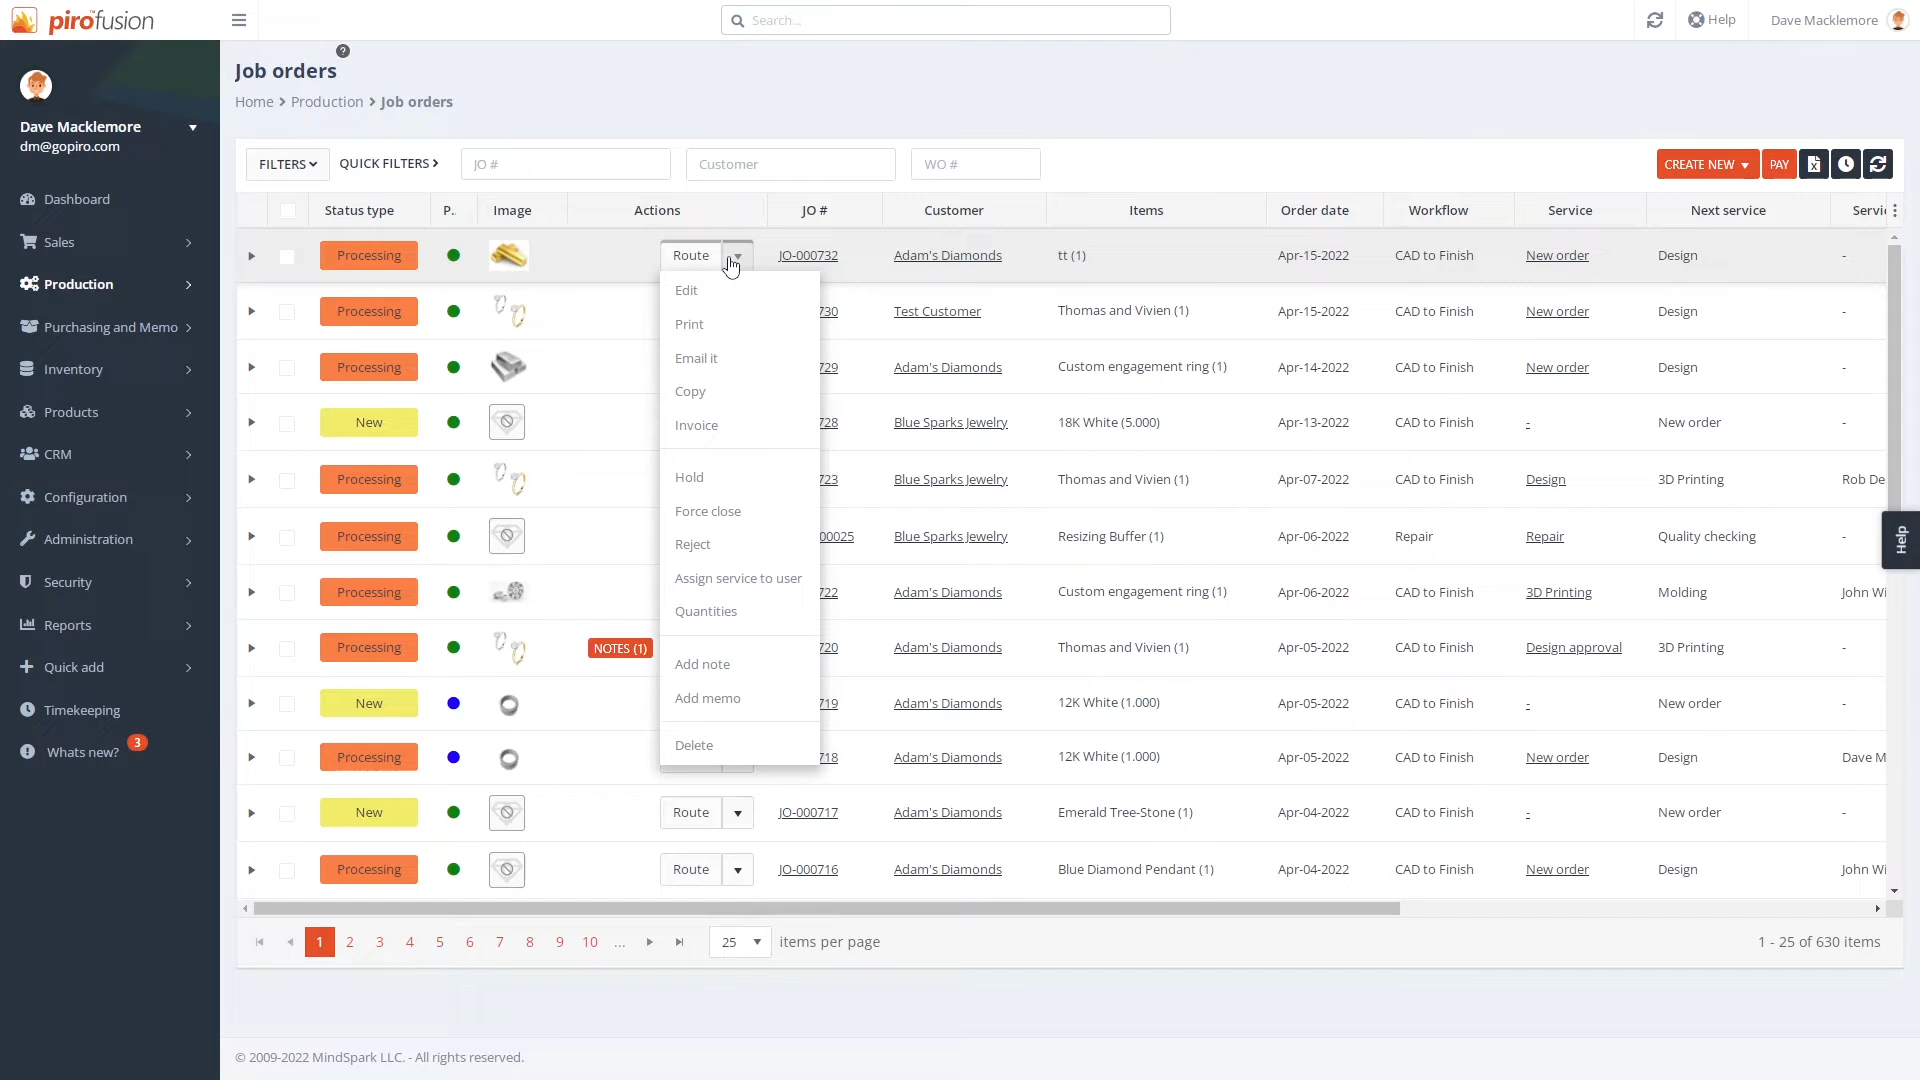 pirofusion
Search...
Help
Dave Macklemore
Dave Macklemore
dm@gopiro.com
Dashboard
Sales
Production
Purchasing and Memo
Inventory
Products
CRM
Configuration
Administration
Security
Reports
Quick add
Timekeeping
Whats new? 3
Job orders
Home > Production > Job orders
FILTERS QUICK FILTERS JO # Customer WO # CREATE NEW PAY
Status type P.. Image Actions JO # Customer Items Order date Workflow Service Next service Servi
Processing Route JO-000732 Adam's Diamonds tt (1) Apr-15-2022 CAD to Finish New order Design -
Processing 730 Test Customer Thomas and Vivien (1) Apr-15-2022 CAD to Finish New order Design -
Processing 729 Adam's Diamonds Custom engagement ring (1) Apr-14-2022 CAD to Finish New order Design -
New 728 Blue Sparks Jewelry 18K White (5.000) Apr-13-2022 CAD to Finish - New order -
Processing 723 Blue Sparks Jewelry Thomas and Vivien (1) Apr-07-2022 CAD to Finish Design 3D Printing Rob De
Processing 00025 Blue Sparks Jewelry Resizing Buffer (1) Apr-06-2022 Repair Repair Quality checking -
Processing 722 Adam's Diamonds Custom engagement ring (1) Apr-06-2022 CAD to Finish 3D Printing Molding John Wi
Processing NOTES (1) 720 Adam's Diamonds Thomas and Vivien (1) Apr-05-2022 CAD to Finish Design approval 3D Printing -
New 719 Adam's Diamonds 12K White (1.000) Apr-05-2022 CAD to Finish - New order -
Processing 718 Adam's Diamonds 12K White (1.000) Apr-05-2022 CAD to Finish New order Design Dave M
New Route JO-000717 Adam's Diamonds Emerald Tree-Stone (1) Apr-04-2022 CAD to Finish - New order -
Processing Route JO-000716 Adam's Diamonds Blue Diamond Pendant (1) Apr-04-2022 CAD to Finish New order Design John Wi
Edit
Print
Email it
Copy
Invoice
Hold
Force close
Reject
Assign service to user
Quantities
Add note
Add memo
Delete
Help
1 2 3 4 5 6 7 8 9 10 ... 25 items per page 1 - 25 of 630 items
© 2009-2022 MindSpark LLC. - All rights reserved.